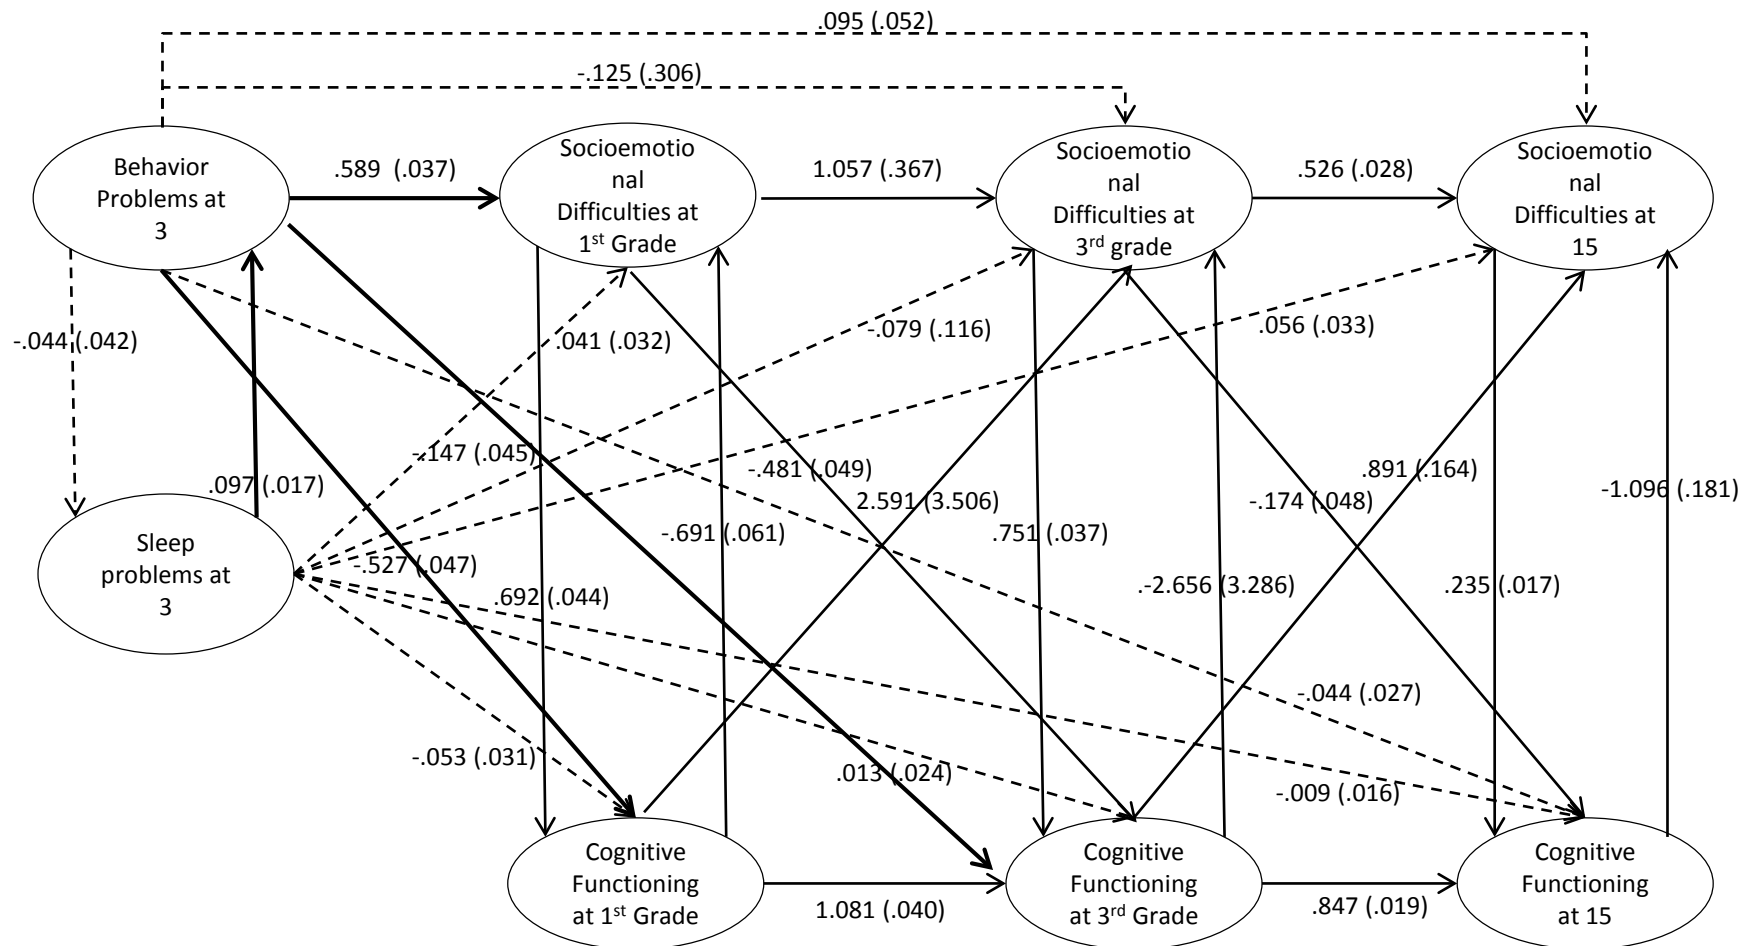 .095 (.052)
-.125 (.306)
Behavior
Problems at
3
.589 (.037)
Socioemotio
nal
Difficulties at
1st Grade
1.057 (.367)
Socioemotio
nal
Difficulties at
3rd grade
.526 (.028)
Socioemotio
nal
Difficulties at
15
-.044 (.042)
.041 (.032)
-.079 (.116)
.056 (.033)
-.147 (.045)
-.481 (.049)
.891 (.164)
.097 (.017)
2.591 (3.506)
-.174 (.048)
-1.096 (.181)
-.691 (.061)
.751 (.037)
Sleep
problems at
3
-.527 (.047)
.692 (.044)
.-2.656 (3.286)
.235 (.017)
-.044 (.027)
-.053 (.031)
.013 (.024)
-.009 (.016)
Cognitive
Functioning
at 1st Grade
1.081 (.040)
Cognitive
Functioning
at 3rd Grade
.847 (.019)
Cognitive
Functioning
at 15